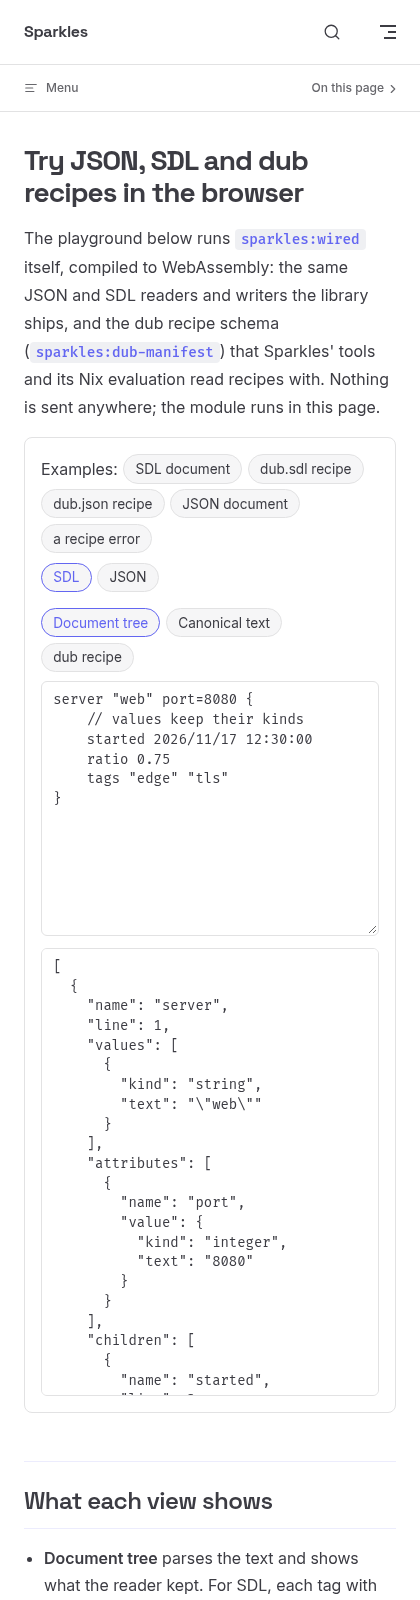 Sparkles
Menu
On this page
Try JSON, SDL and dub
recipes in the browser
The playground below runs sparkles:wired
itself, compiled to WebAssembly: the same
JSON and SDL readers and writers the library
ships, and the dub recipe schema
(sparkles:dub-manifest) that Sparkles' tools
and its Nix evaluation read recipes with. Nothing
is sent anywhere; the module runs in this page.
Examples: SDL document dub.sdl recipe
dub.json recipe JSON document
a recipe error
SDL JSON
Document tree Canonical text
dub recipe
server "web" port=8080 {
    // values keep their kinds
    started 2026/11/17 12:30:00
    ratio 0.75
    tags "edge" "tls"
}
[
  {
    "name": "server",
    "line": 1,
    "values": [
      {
        "kind": "string",
        "text": "\"web\""
      }
    ],
    "attributes": [
      {
        "name": "port",
        "value": {
          "kind": "integer",
          "text": "8080"
        }
      }
    ],
    "children": [
      {
        "name": "started",
What each view shows
• Document tree parses the text and shows
what the reader kept. For SDL, each tag with